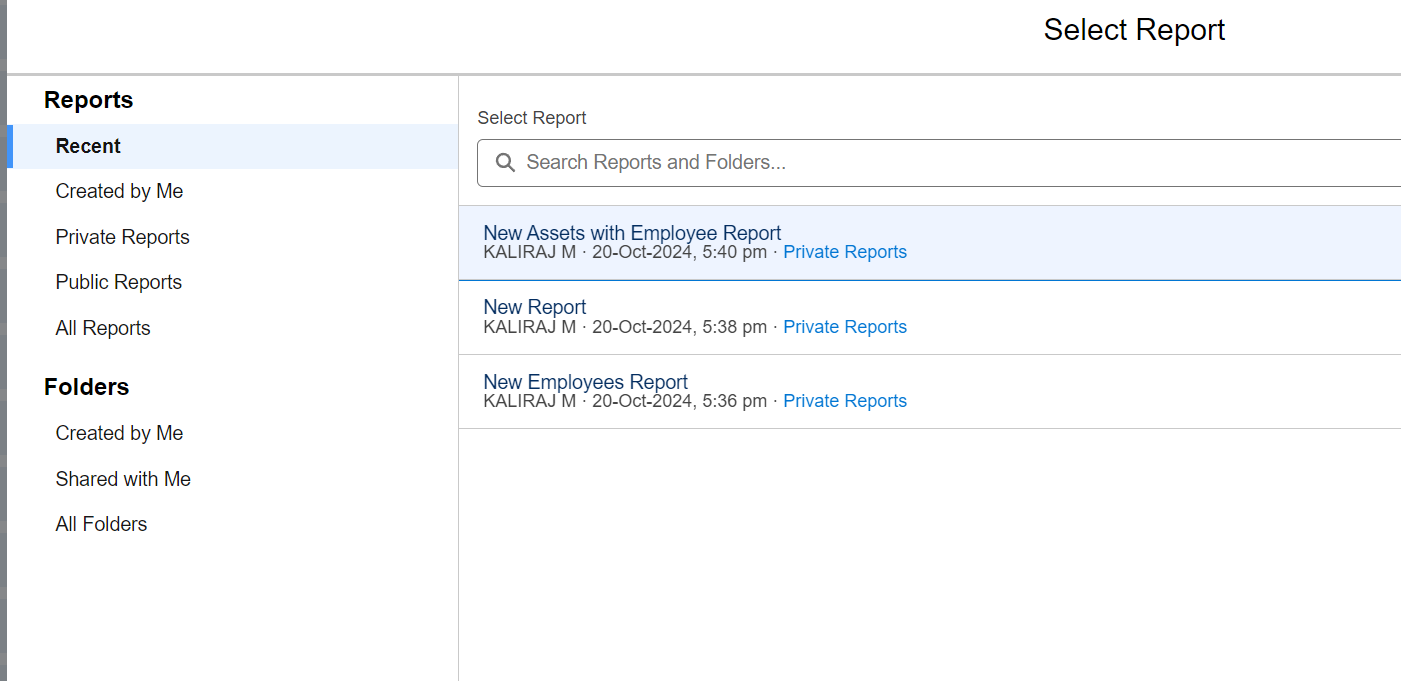 Select Report
Reports
Recent
Created by Me
Private Reports
Public Reports
All Reports
Folders
Created by Me
Shared with Me
All Folders
Select Report
Search Reports and Folders...
New Assets with Employee Report
KALIRAJ M · 20-Oct-2024, 5:40 pm · Private Reports
New Report
KALIRAJ M · 20-Oct-2024, 5:38 pm · Private Reports
New Employees Report
KALIRAJ M · 20-Oct-2024, 5:36 pm · Private Reports